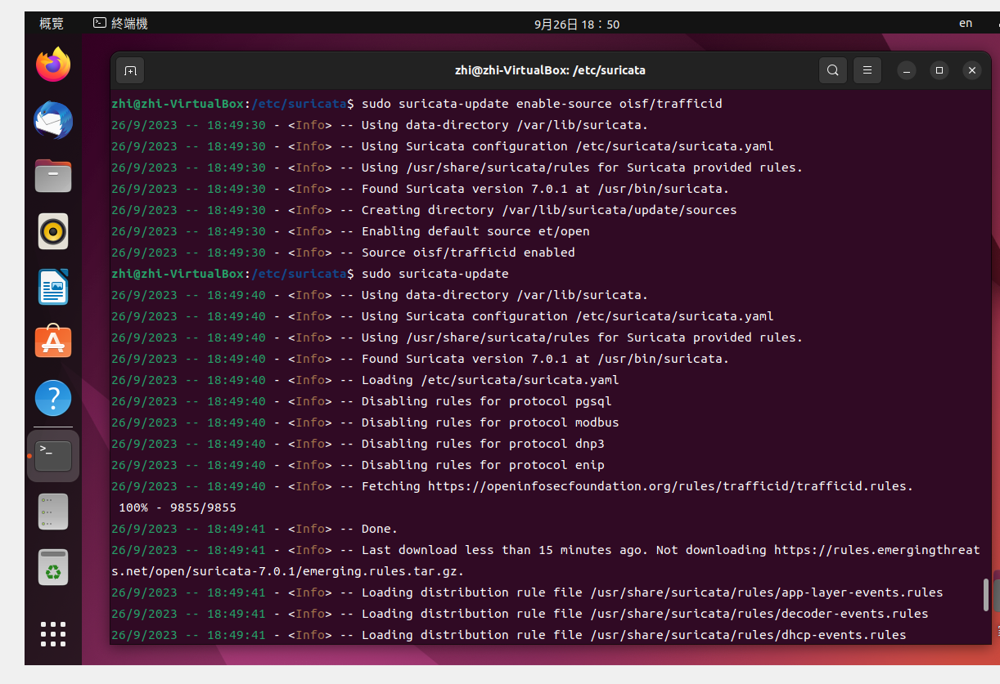 概覽
終端機
9月26日 18：50
en
zhi@zhi-VirtualBox: /etc/suricata
zhi@zhi-VirtualBox:/etc/suricata$ sudo suricata-update enable-source oisf/trafficid
26/9/2023 -- 18:49:30 - <Info> -- Using data-directory /var/lib/suricata.
26/9/2023 -- 18:49:30 - <Info> -- Using Suricata configuration /etc/suricata/suricata.yaml
26/9/2023 -- 18:49:30 - <Info> -- Using /usr/share/suricata/rules for Suricata provided rules.
26/9/2023 -- 18:49:30 - <Info> -- Found Suricata version 7.0.1 at /usr/bin/suricata.
26/9/2023 -- 18:49:30 - <Info> -- Creating directory /var/lib/suricata/update/sources
26/9/2023 -- 18:49:30 - <Info> -- Enabling default source et/open
26/9/2023 -- 18:49:30 - <Info> -- Source oisf/trafficid enabled
zhi@zhi-VirtualBox:/etc/suricata$ sudo suricata-update
26/9/2023 -- 18:49:40 - <Info> -- Using data-directory /var/lib/suricata.
26/9/2023 -- 18:49:40 - <Info> -- Using Suricata configuration /etc/suricata/suricata.yaml
26/9/2023 -- 18:49:40 - <Info> -- Using /usr/share/suricata/rules for Suricata provided rules.
26/9/2023 -- 18:49:40 - <Info> -- Found Suricata version 7.0.1 at /usr/bin/suricata.
26/9/2023 -- 18:49:40 - <Info> -- Loading /etc/suricata/suricata.yaml
26/9/2023 -- 18:49:40 - <Info> -- Disabling rules for protocol pgsql
26/9/2023 -- 18:49:40 - <Info> -- Disabling rules for protocol modbus
26/9/2023 -- 18:49:40 - <Info> -- Disabling rules for protocol dnp3
26/9/2023 -- 18:49:40 - <Info> -- Disabling rules for protocol enip
26/9/2023 -- 18:49:40 - <Info> -- Fetching https://openinfosecfoundation.org/rules/trafficid/trafficid.rules.
100% - 9855/9855
26/9/2023 -- 18:49:41 - <Info> -- Done.
26/9/2023 -- 18:49:41 - <Info> -- Last download less than 15 minutes ago. Not downloading https://rules.emergingthreat
s.net/open/suricata-7.0.1/emerging.rules.tar.gz.
26/9/2023 -- 18:49:41 - <Info> -- Loading distribution rule file /usr/share/suricata/rules/app-layer-events.rules
26/9/2023 -- 18:49:41 - <Info> -- Loading distribution rule file /usr/share/suricata/rules/decoder-events.rules
26/9/2023 -- 18:49:41 - <Info> -- Loading distribution rule file /usr/share/suricata/rules/dhcp-events.rules